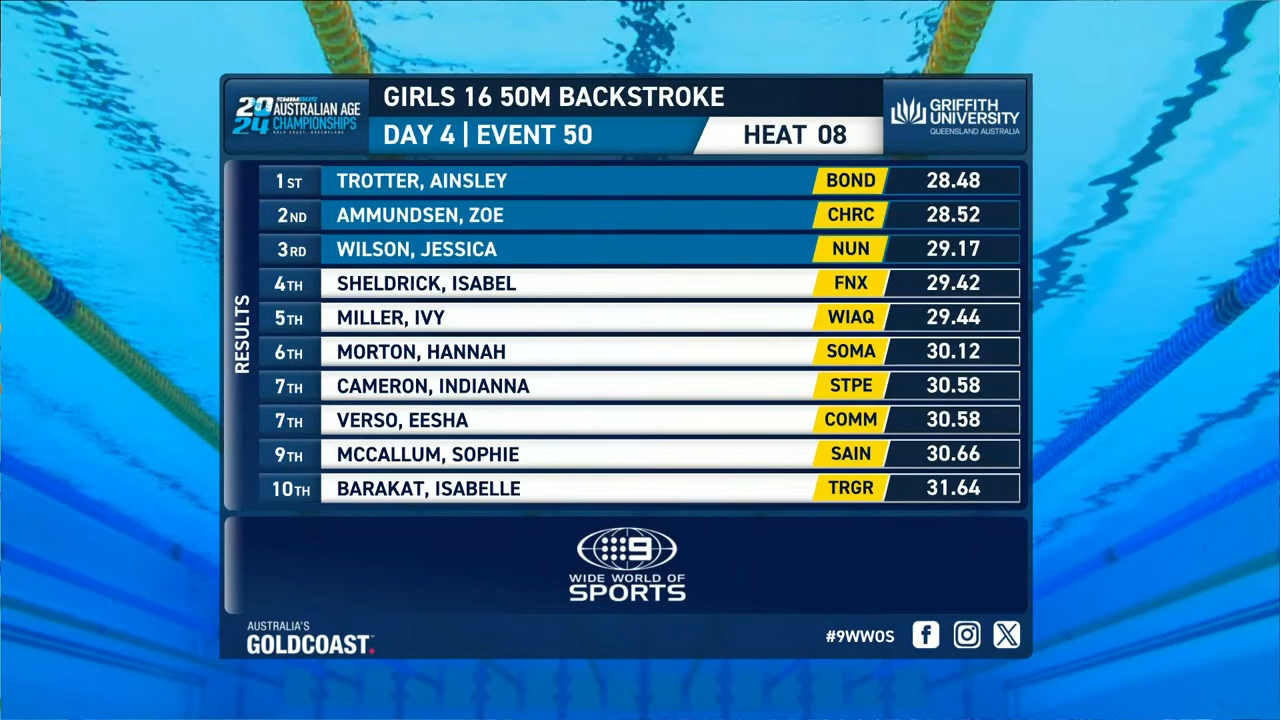 2024 SWIMAUS
AUSTRALIAN AGE
CHAMPIONSHIPS
GOLD COAST, QUEENSLAND
GIRLS 16 50M BACKSTROKE
DAY 4 | EVENT 50
HEAT 08
GRIFFITH
UNIVERSITY
QUEENSLAND AUSTRALIA
RESULTS
1ST TROTTER, AINSLEY BOND 28.48
2ND AMMUNDSEN, ZOE CHRC 28.52
3RD WILSON, JESSICA NUN 29.17
4TH SHELDRICK, ISABEL FNX 29.42
5TH MILLER, IVY WIAQ 29.44
6TH MORTON, HANNAH SOMA 30.12
7TH CAMERON, INDIANNA STPE 30.58
7TH VERSO, EESHA COMM 30.58
9TH MCCALLUM, SOPHIE SAIN 30.66
10TH BARAKAT, ISABELLE TRGR 31.64
9
WIDE WORLD OF
SPORTS
AUSTRALIA'S
GOLDCOAST.
#9WWOS